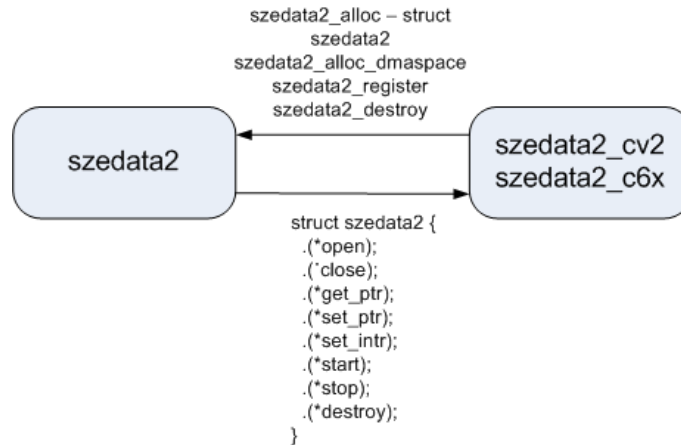 szedata2_alloc – struct
szedata2
szedata2_alloc_dmaspace
szedata2_register
szedata2_destroy
szedata2
szedata2_cv2
szedata2_c6x
struct szedata2 {
.(*open);
.(*close);
.(*get_ptr);
.(*set_ptr);
.(*set_intr);
.(*start);
.(*stop);
.(*destroy);
}